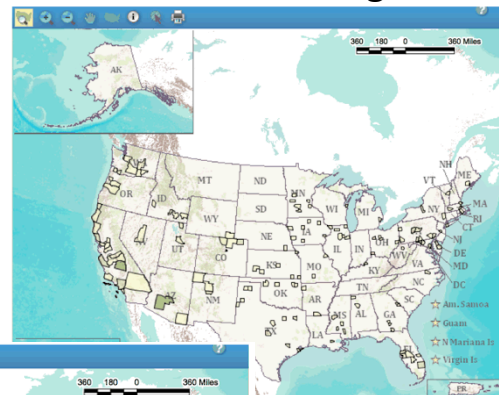 360 180 0 360 Miles
AK
NH
VT
ME
MT
ND
MN
OR
ID
SD
WI
MI
NY
MA
RI
CT
WY
NE
IA
NJ
NV
UT
CO
IL
IN
OH
WV
DE
MD
KS
MO
KY
VA
DC
TN
NC
NM
OK
AR
SC
Am. Samoa
MS
AL
GA
Guam
TX
LA
N Mariana Is
FL
Virgin Is
PR
360 180 0 360 Miles